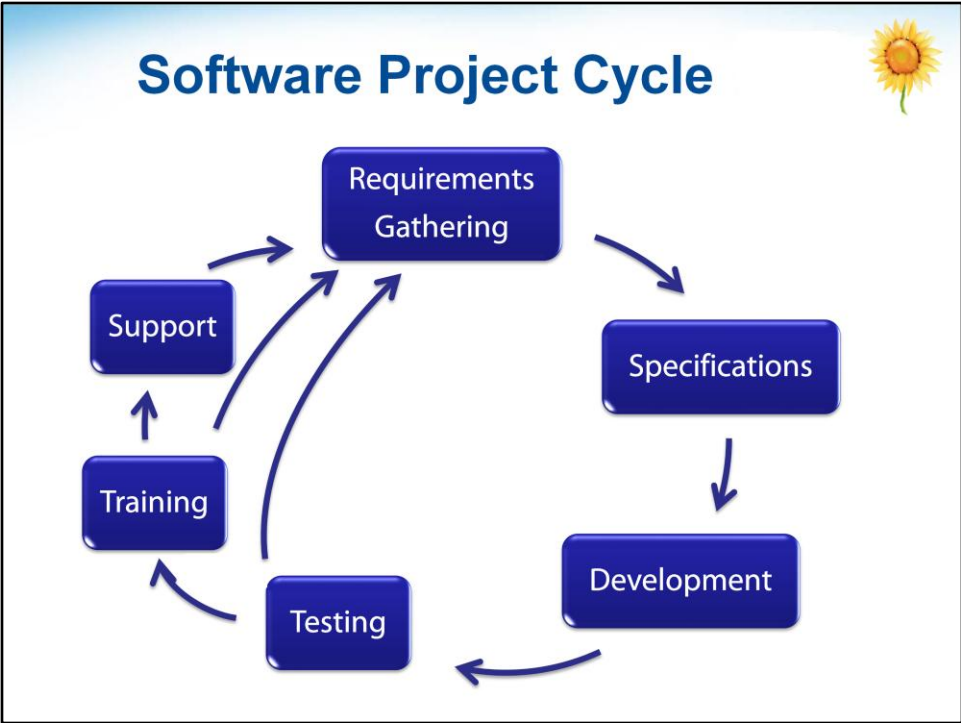 Software Project Cycle
Requirements
Gathering
Specifications
Development
Testing
Training
Support